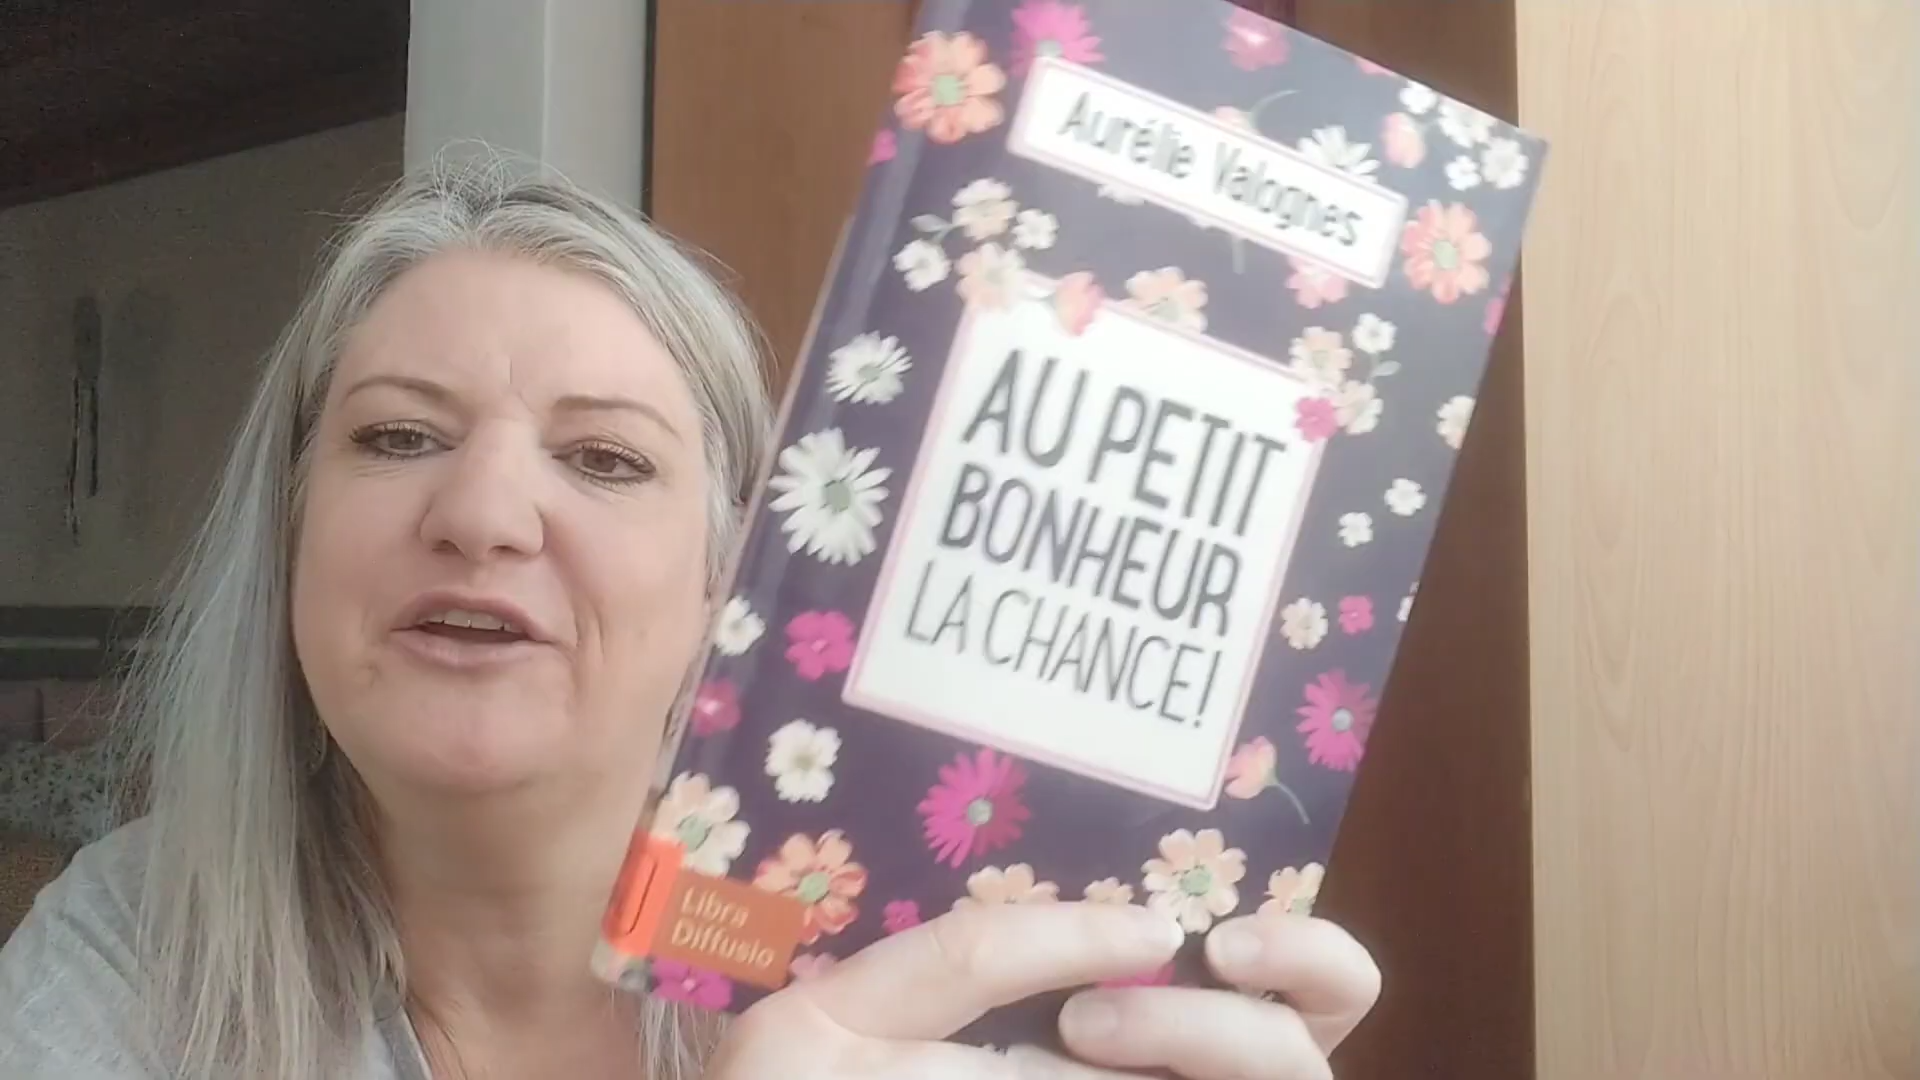 Aurélie Valognes
AU PETIT
BONHEUR
LA CHANCE!
Libra
Diffusio